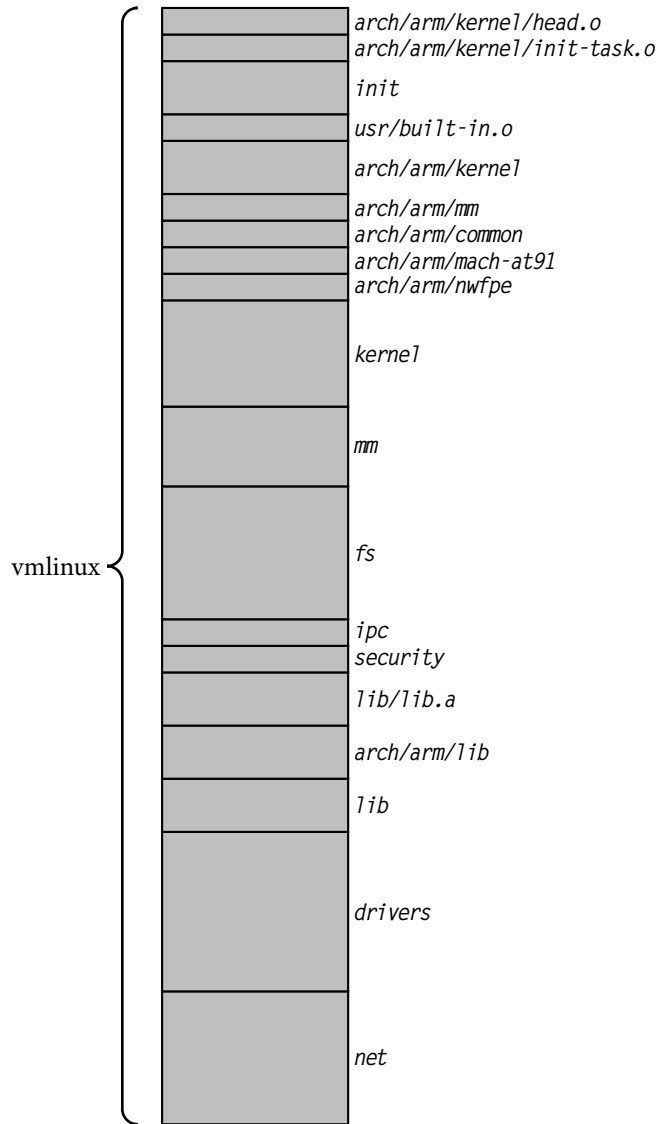 arch/arm/kernel/head.o
arch/arm/kernel/init-task.o
init
usr/built-in.o
arch/arm/kernel
arch/arm/mm
arch/arm/common
arch/arm/mach-at91
arch/arm/nwfpe
kernel
mm
fs
vmlinux
ipc
security
lib/lib.a
arch/arm/lib
lib
drivers
net